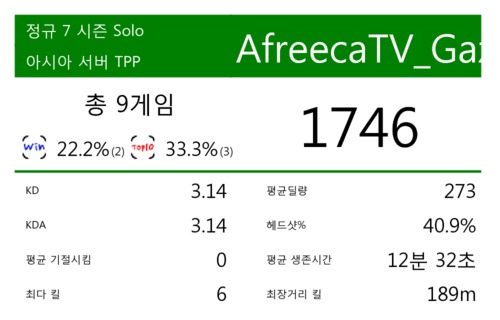 정규 7 시즌 Solo
아시아 서버 TPP
AfreecaTV_Ga
총 9게임
1746
Win 22.2%(2) Top10 33.3%(3)
KD 3.14
평균딜량 273
KDA 3.14
헤드샷% 40.9%
평균 기절시킴 0
평균 생존시간 12분 32초
최다 킬 6
최장거리 킬 189m